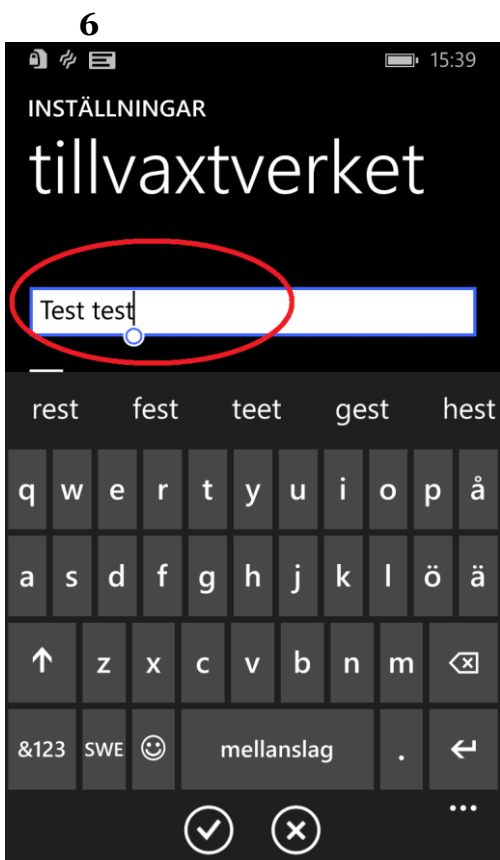 6
15:39
INSTÄLLNINGAR
tillvaxtverket
Test test
rest fest teet gest hest
q w e r t y u i o p å
a s d f g h j k l ö ä
z x c v b n m
&123 SWE mellanslag .